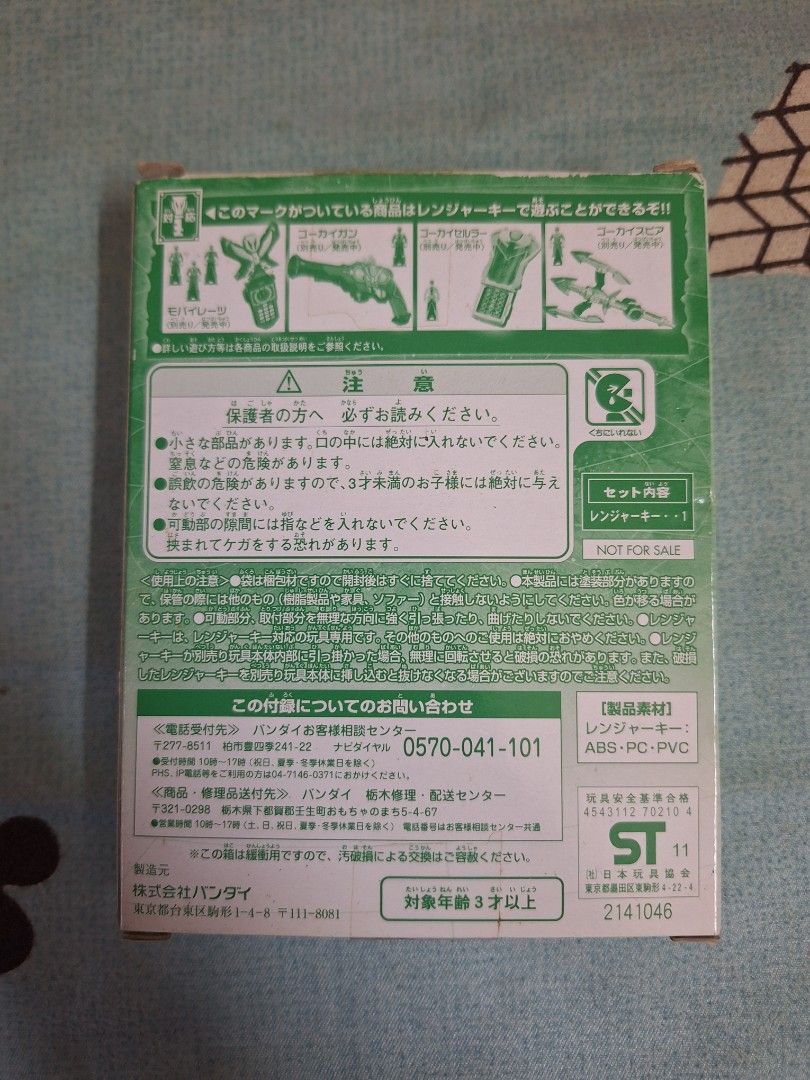 対応
◀このマークがついている商品はレンジャーキーで遊ぶことができるぞ!!
モバイレーツ
(別売り/発売中)
ゴーカイガン
(別売り/発売中)
ゴーカイセルラー
(別売り/発売中)
ゴーカイスピア
(別売り/発売中)
●詳しい遊び方等は各商品の取扱説明をご参照ください。
⚠ 注意
保護者の方へ 必ずお読みください。
●小さな部品があります。口の中には絶対に入れないでください。
窒息などの危険があります。
●誤飲の危険がありますので、3才未満のお子様には絶対に与え
ないでください。
●可動部の隙間には指などを入れないでください。
挟まれてケガをする恐れがあります。
くちにいれない
セット内容
レンジャーキー・・1
NOT FOR SALE
<使用上の注意>●袋は梱包材ですので開封後はすぐに捨ててください。●本製品には塗装部分がありますの
で、保管の際には他のもの（樹脂製品や家具、ソファー）と接触しないようにしてください。色が移る場合が
あります。●可動部分、取付部分を無理な方向に強く引っ張ったり、曲げたりしないでください。●レンジャ
ーキーは、レンジャーキー対応の玩具専用です。その他のものへのご使用は絶対におやめください。●レンジ
ャーキーが別売り玩具本体内部に引っ掛かった場合、無理に回転させると破損の恐れがあります。また、破損
したレンジャーキーを別売り玩具本体に挿し込むと抜けなくなる場合がございますのでご注意ください。
この付録についてのお問い合わせ
≪電話受付先≫ バンダイお客様相談センター
〒277-8511 柏市豊四季241-22 ナビダイヤル 0570-041-101
●受付時間 10時〜17時（祝日、夏季・冬季休業日を除く）
PHS、IP電話等をご利用の方は04-7146-0371におかけください。
≪商品・修理品送付先≫ バンダイ 栃木修理・配送センター
〒321-0298 栃木県下都賀郡壬生町おもちゃのまち5-4-67
●営業時間 10時〜17時（土、日、祝日、夏季・冬季休業日を除く） 電話番号はお客様相談センター共通
※この箱は緩衝用ですので、汚破損による交換はご容赦ください。
製造元
株式会社バンダイ
東京都台東区駒形1-4-8 〒111-8081
対象年齢3才以上
【製品素材】
レンジャーキー：
ABS・PC・PVC
玩具安全基準合格
4543112 70210 4
ST 11
(社)日本玩具協会
東京都墨田区東駒形4-22-4
2141046